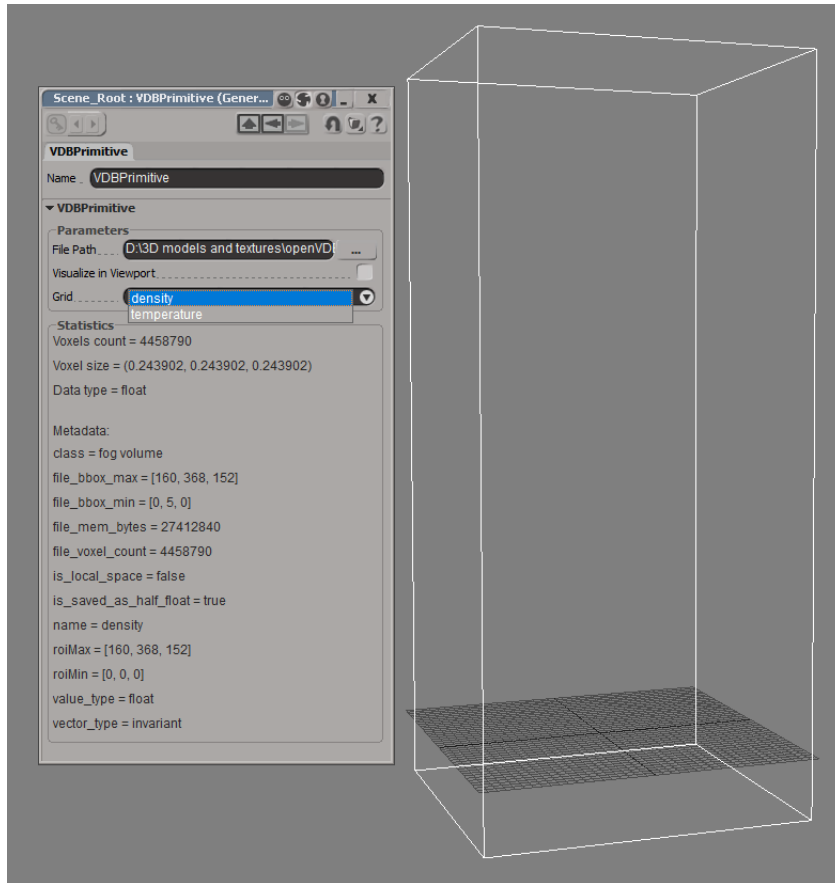 Scene_Root : VDBPrimitive (Gener... _ X
?
VDBPrimitive
Name VDBPrimitive
VDBPrimitive
Parameters
File Path D:\3D models and textures\openVDI ...
Visualize in Viewport
Grid density
temperature
Statistics
Voxels count = 4458790
Voxel size = (0.243902, 0.243902, 0.243902)
Data type = float
Metadata:
class = fog volume
file_bbox_max = [160, 368, 152]
file_bbox_min = [0, 5, 0]
file_mem_bytes = 27412840
file_voxel_count = 4458790
is_local_space = false
is_saved_as_half_float = true
name = density
roiMax = [160, 368, 152]
roiMin = [0, 0, 0]
value_type = float
vector_type = invariant